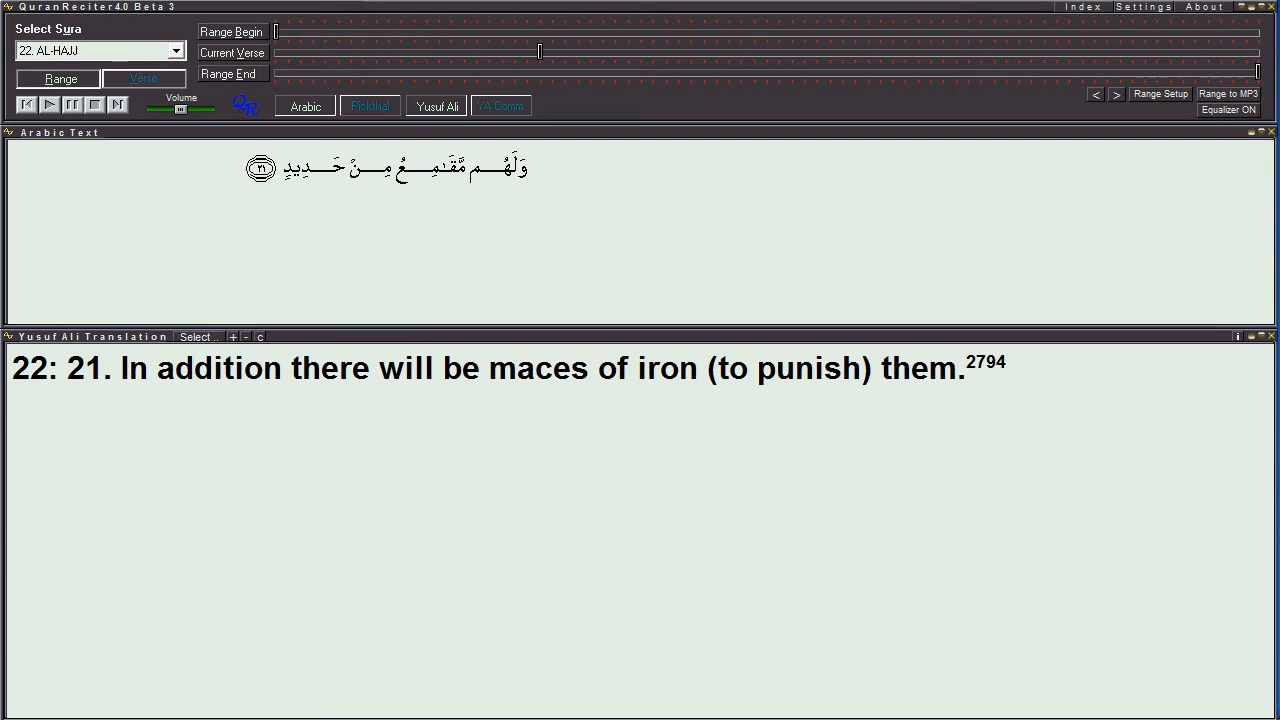 QuranReciter4.0 Beta 3
Index Settings About
Select Sura
22. AL-HAJJ
Range Verse
Volume
Range Begin
Current Verse
Range End
Arabic Pickthal Yusuf Ali YA Comm.
< > Range Setup Range to MP3
Equalizer ON
Arabic Text
وَلَهُم مَّقَـٰمِعُ مِنْ حَدِيدٍ ٢١
Yusuf Ali Translation Select .. + - c i
22: 21. In addition there will be maces of iron (to punish) them.2794